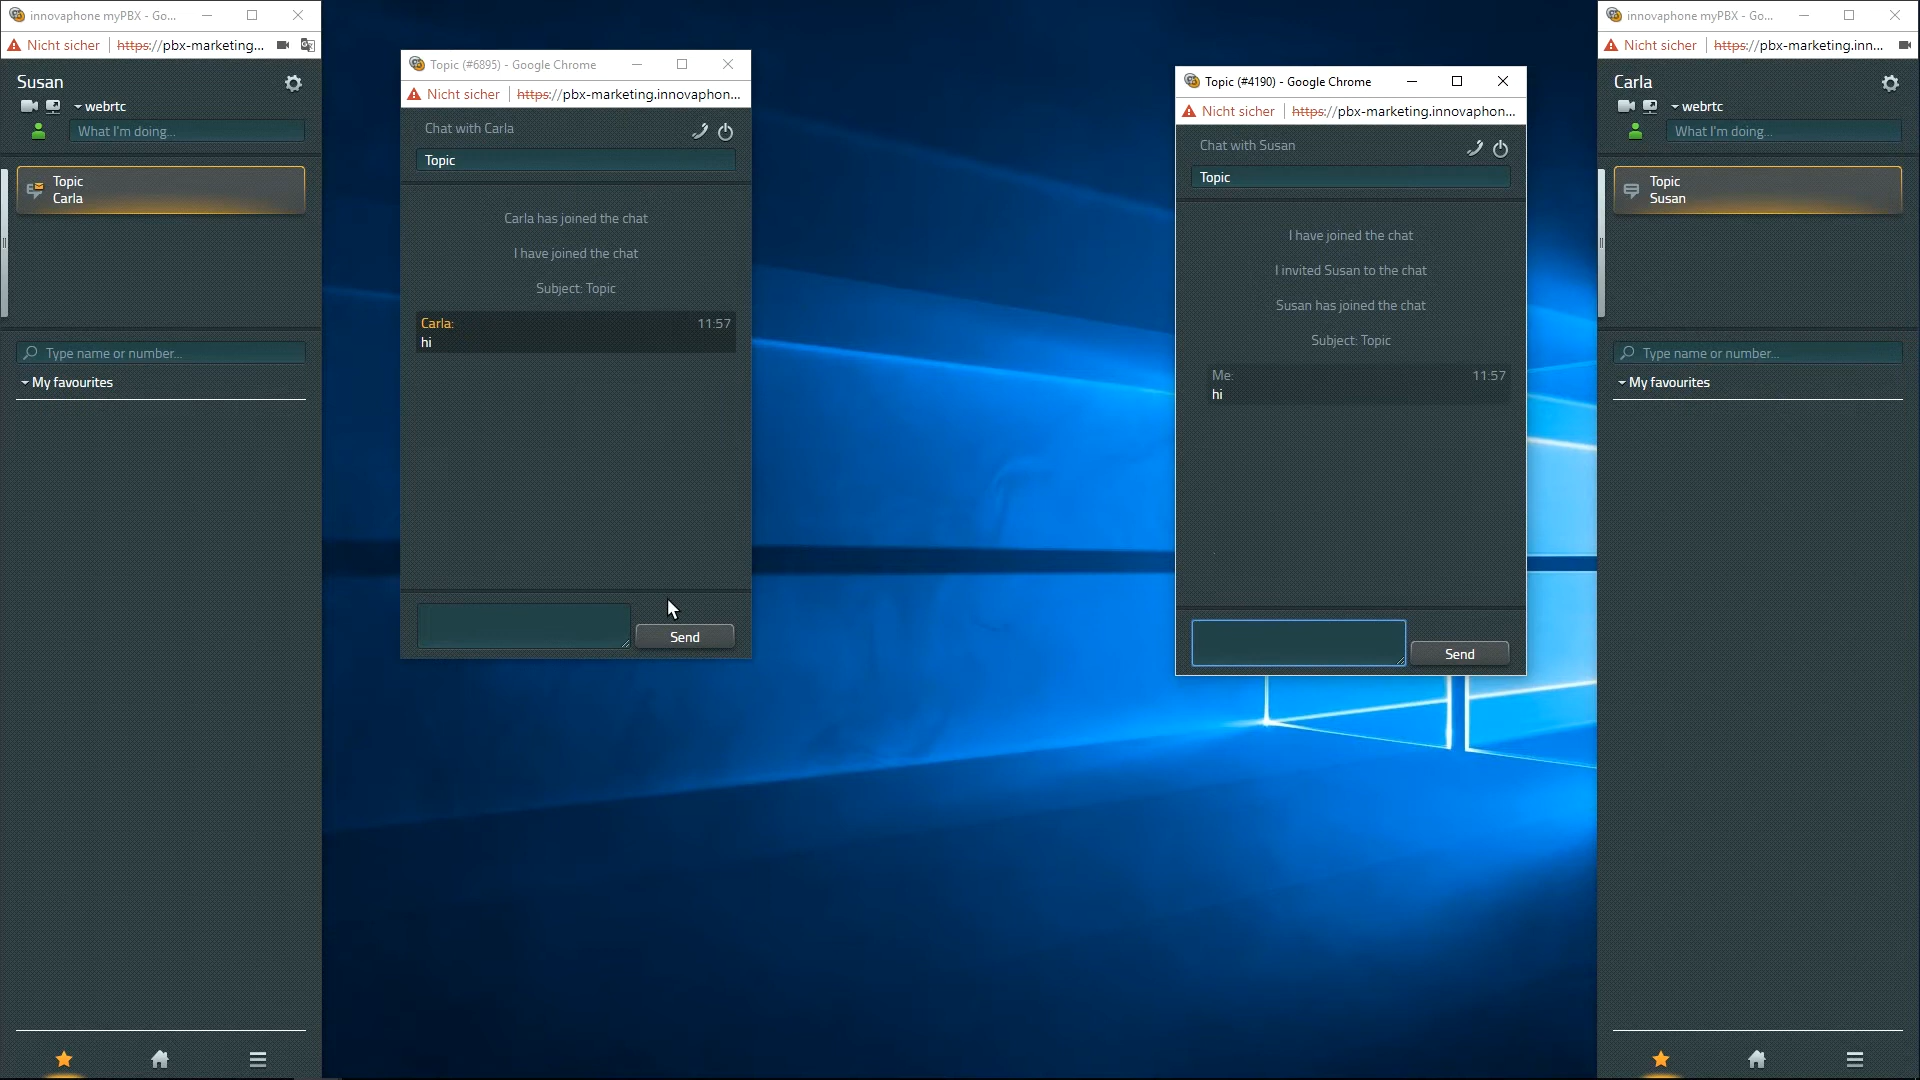 innovaphone myPBX - Go...
Nicht sicher
https://pbx-marketing...
Susan
webrtc
What I'm doing...
Topic
Carla
Type name or number...
My favourites
Topic (#6895) - Google Chrome
Nicht sicher
https://pbx-marketing.innovaphon...
Chat with Carla
Topic
Carla has joined the chat
I have joined the chat
Subject: Topic
Carla:
11:57
hi
Send
Topic (#4190) - Google Chrome
Nicht sicher
https://pbx-marketing.innovaphon...
Chat with Susan
Topic
I have joined the chat
I invited Susan to the chat
Susan has joined the chat
Subject: Topic
Me:
11:57
hi
Send
innovaphone myPBX - Go...
Nicht sicher
https://pbx-marketing.inn...
Carla
webrtc
What I'm doing...
Topic
Susan
Type name or number...
My favourites